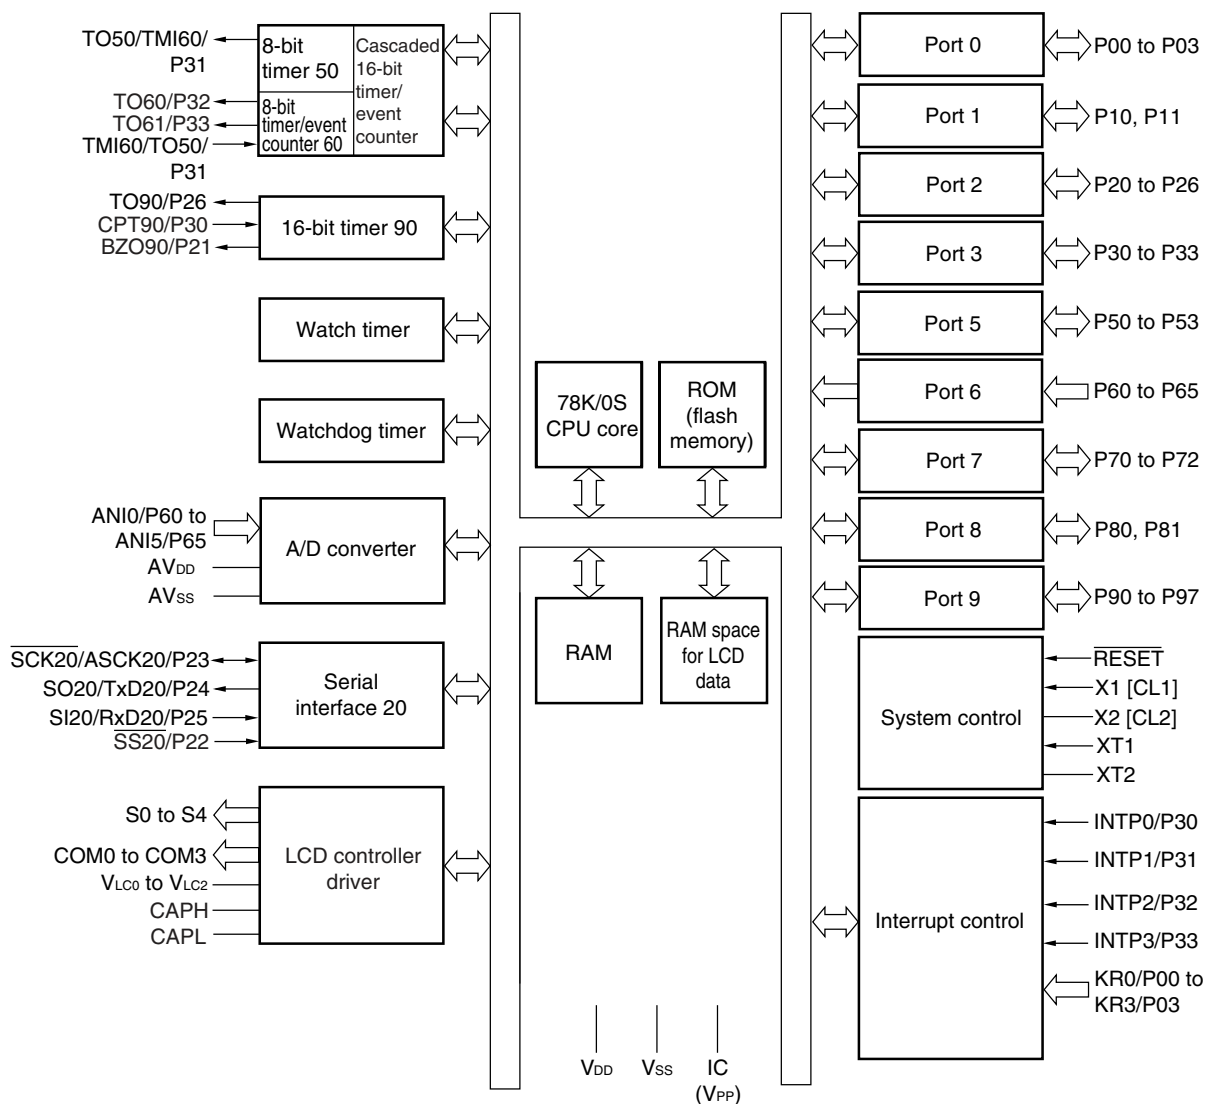 TO50/TMI60/
P31
TO60/P32
TO61/P33
TMI60/TO50/
P31
8-bit
timer 50
8-bit
timer/event
counter 60
Cascaded
16-bit
timer/
event
counter
TO90/P26
CPT90/P30
BZO90/P21
16-bit timer 90
Watch timer
Watchdog timer
ANI0/P60 to
ANI5/P65
AVDD
AVSS
A/D converter
SCK20/ASCK20/P23
SO20/TxD20/P24
SI20/RxD20/P25
SS20/P22
Serial
interface 20
S0 to S4
COM0 to COM3
VLC0 to VLC2
CAPH
CAPL
LCD controller
driver
78K/0S
CPU core
ROM
(flash
memory)
RAM
RAM space
for LCD
data
VDD
VSS
IC
(VPP)
Port 0
P00 to P03
Port 1
P10, P11
Port 2
P20 to P26
Port 3
P30 to P33
Port 5
P50 to P53
Port 6
P60 to P65
Port 7
P70 to P72
Port 8
P80, P81
Port 9
P90 to P97
System control
RESET
X1 [CL1]
X2 [CL2]
XT1
XT2
Interrupt control
INTP0/P30
INTP1/P31
INTP2/P32
INTP3/P33
KR0/P00 to
KR3/P03